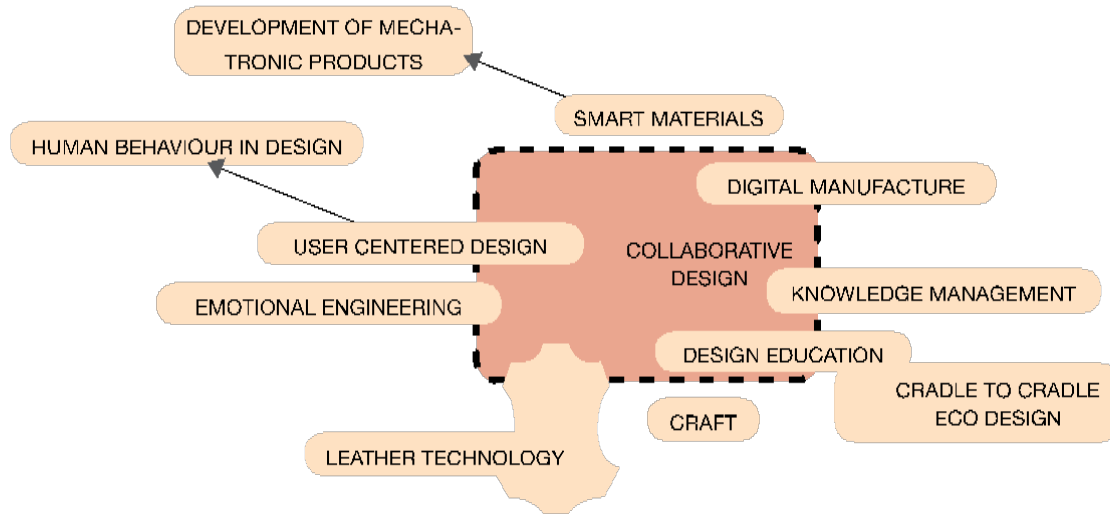 DEVELOPMENT OF MECHA-
TRONIC PRODUCTS
SMART MATERIALS
HUMAN BEHAVIOUR IN DESIGN
DIGITAL MANUFACTURE
USER CENTERED DESIGN
COLLABORATIVE
DESIGN
EMOTIONAL ENGINEERING
KNOWLEDGE MANAGEMENT
DESIGN EDUCATION
CRADLE TO CRADLE
ECO DESIGN
CRAFT
LEATHER TECHNOLOGY